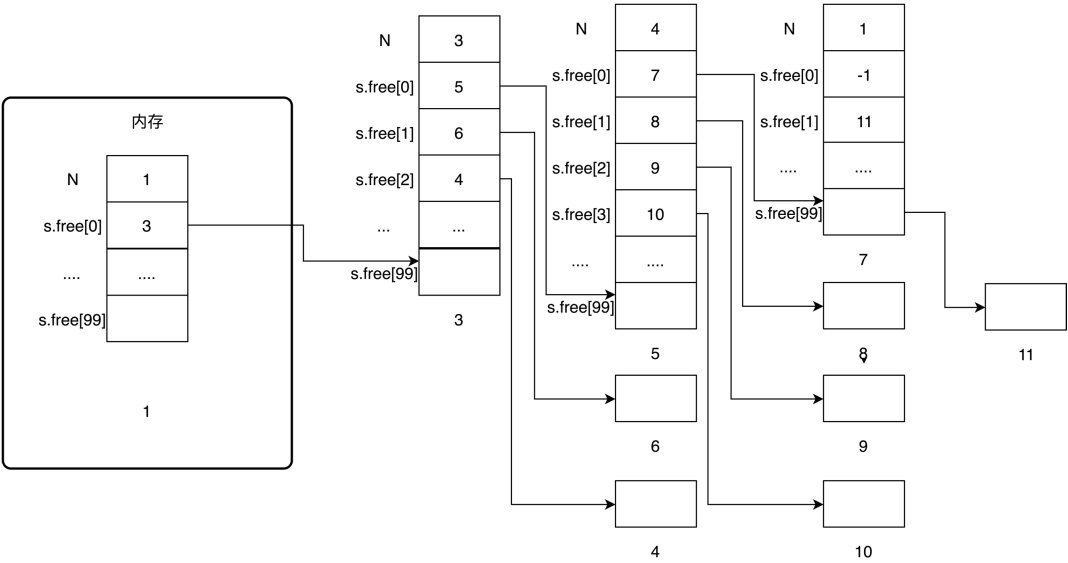 内存
N 1
s.free[0] 3
.... ....
s.free[99]
1
N 3
s.free[0] 5
s.free[1] 6
s.free[2] 4
... ...
s.free[99]
3
N 4
s.free[0] 7
s.free[1] 8
s.free[2] 9
s.free[3] 10
.... ....
s.free[99]
5
6
4
N 1
s.free[0] -1
s.free[1] 11
.... ....
s.free[99]
7
8
9
10
11